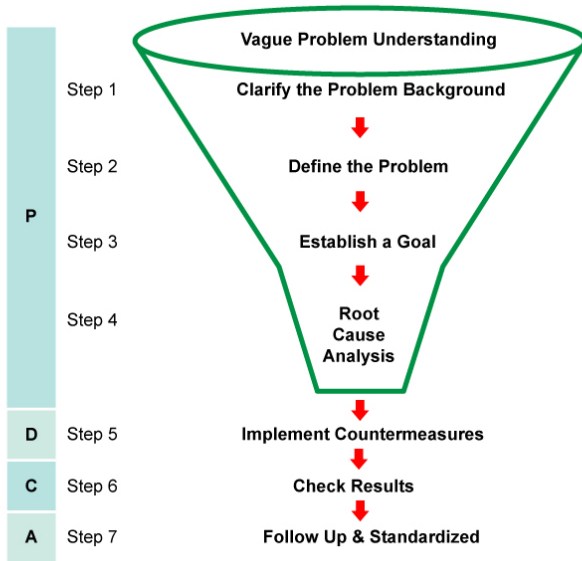 Vague Problem Understanding
Step 1 Clarify the Problem Background
Step 2 Define the Problem
P
Step 3 Establish a Goal
Step 4 Root
Cause
Analysis
D Step 5 Implement Countermeasures
C Step 6 Check Results
A Step 7 Follow Up & Standardized